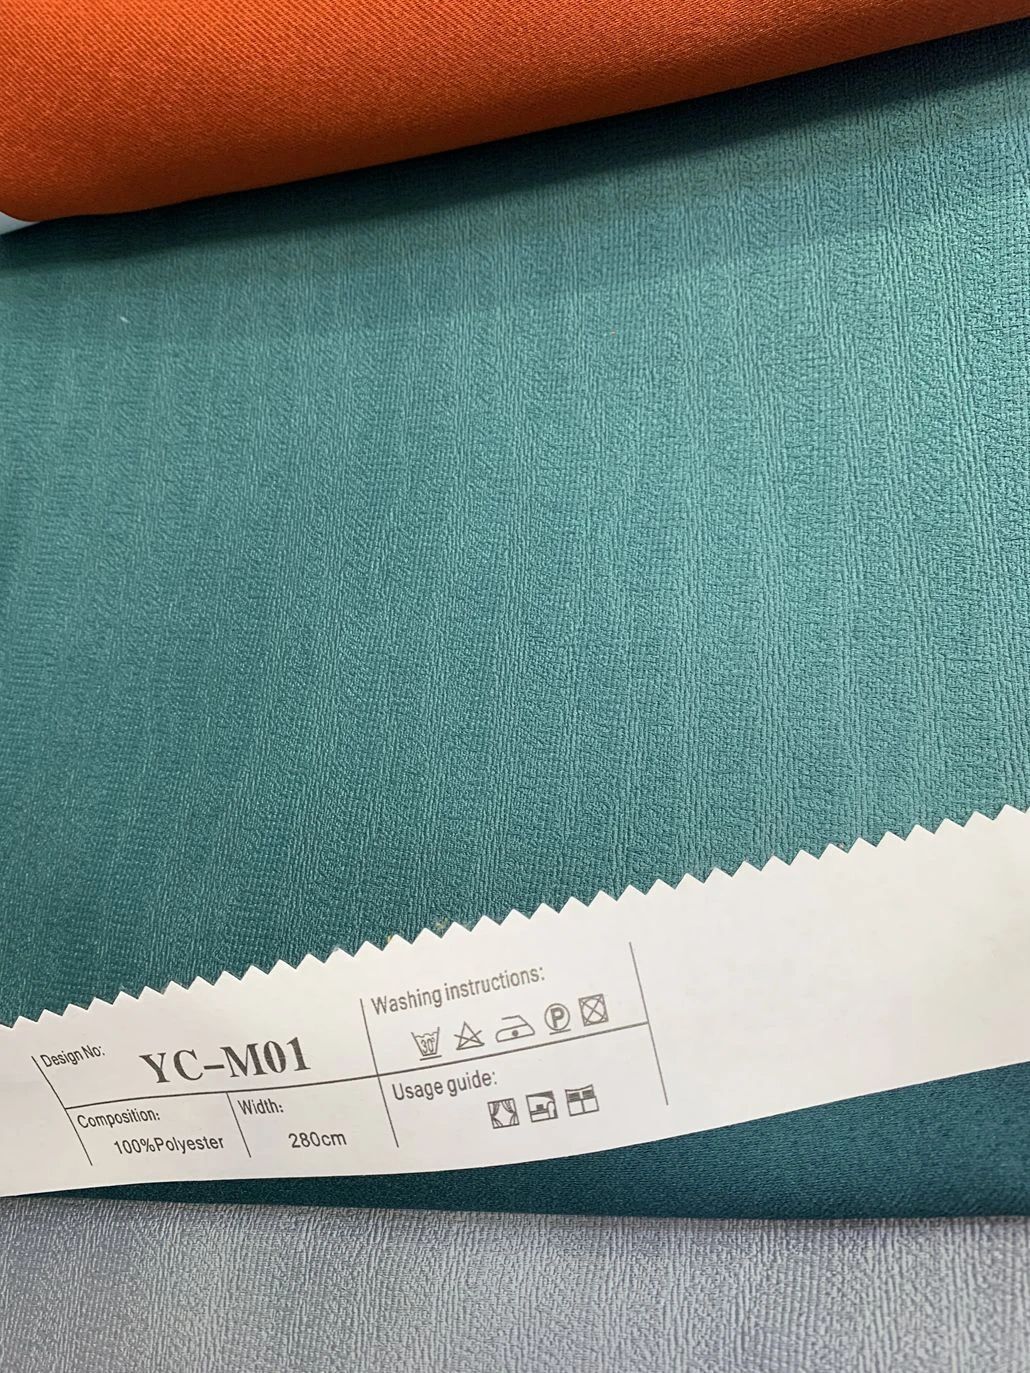 Design No:
YC-M01
Composition:
100%Polyester
Width:
280cm
Washing instructions:
30°
P
Usage guide: